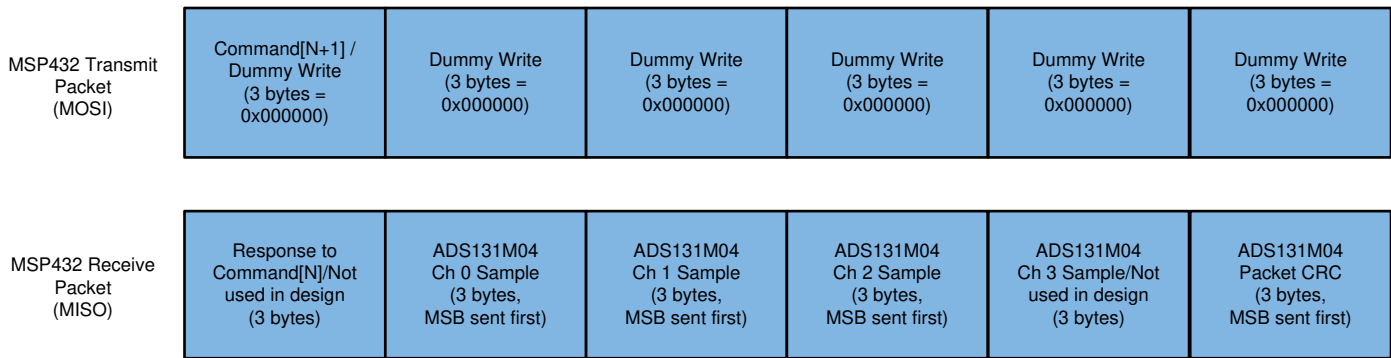 MSP432 Transmit
Packet
(MOSI)
Command[N+1] /
Dummy Write
(3 bytes =
0x000000)
Dummy Write
(3 bytes =
0x000000)
Dummy Write
(3 bytes =
0x000000)
Dummy Write
(3 bytes =
0x000000)
Dummy Write
(3 bytes =
0x000000)
Dummy Write
(3 bytes =
0x000000)
MSP432 Receive
Packet
(MISO)
Response to
Command[N]/Not
used in design
(3 bytes)
ADS131M04
Ch 0 Sample
(3 bytes,
MSB sent first)
ADS131M04
Ch 1 Sample
(3 bytes,
MSB sent first)
ADS131M04
Ch 2 Sample
(3 bytes,
MSB sent first)
ADS131M04
Ch 3 Sample/Not
used in design
(3 bytes)
ADS131M04
Packet CRC
(3 bytes,
MSB sent first)